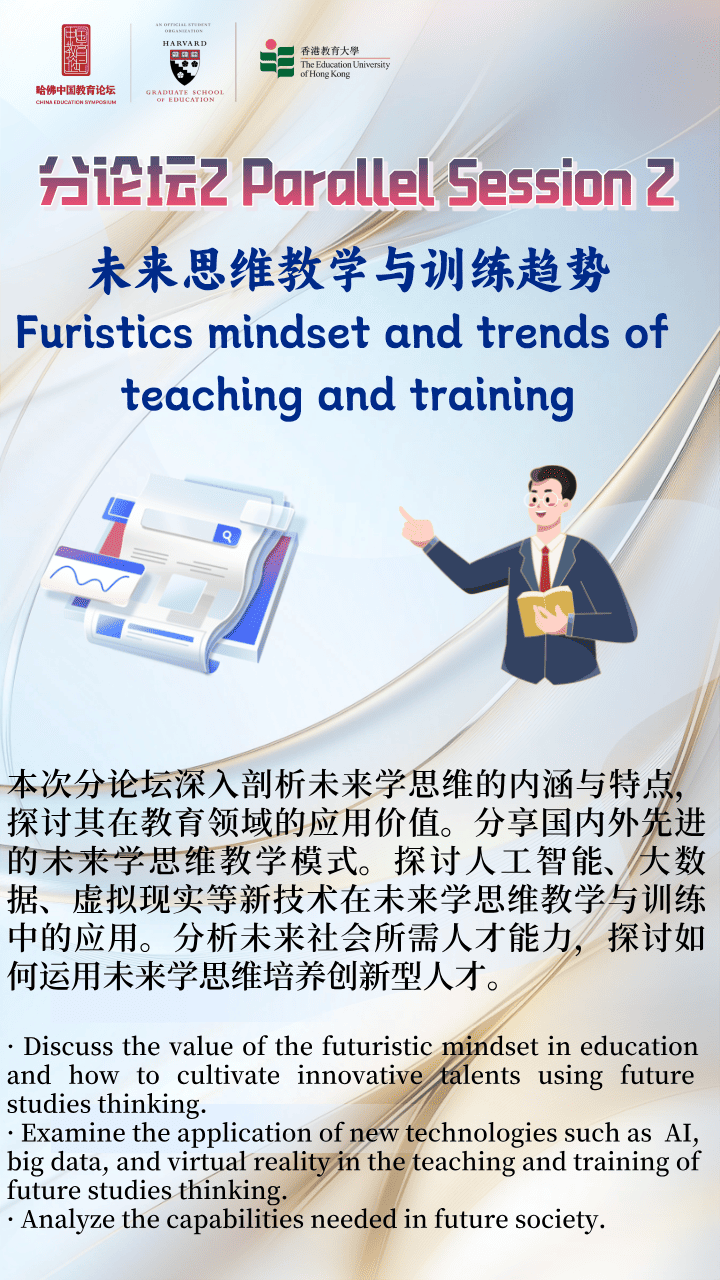 中国教育论坛
哈佛中国教育论坛
CHINA EDUCATION SYMPOSIUM
AN OFFICIAL STUDENT
ORGANIZATION
HARVARD
GRADUATE SCHOOL
OF EDUCATION
香港教育大學
The Education University
of Hong Kong
分论坛2 Parallel Session 2
未来思维教学与训练趋势
Furistics mindset and trends of
teaching and training
本次分论坛深入剖析未来学思维的内涵与特点，
探讨其在教育领域的应用价值。分享国内外先进
的未来学思维教学模式。探讨人工智能、大数
据、虚拟现实等新技术在未来学思维教学与训练
中的应用。分析未来社会所需人才能力，探讨如
何运用未来学思维培养创新型人才。
· Discuss the value of the futuristic mindset in education
and how to cultivate innovative talents using future
studies thinking.
· Examine the application of new technologies such as AI,
big data, and virtual reality in the teaching and training of
future studies thinking.
· Analyze the capabilities needed in future society.